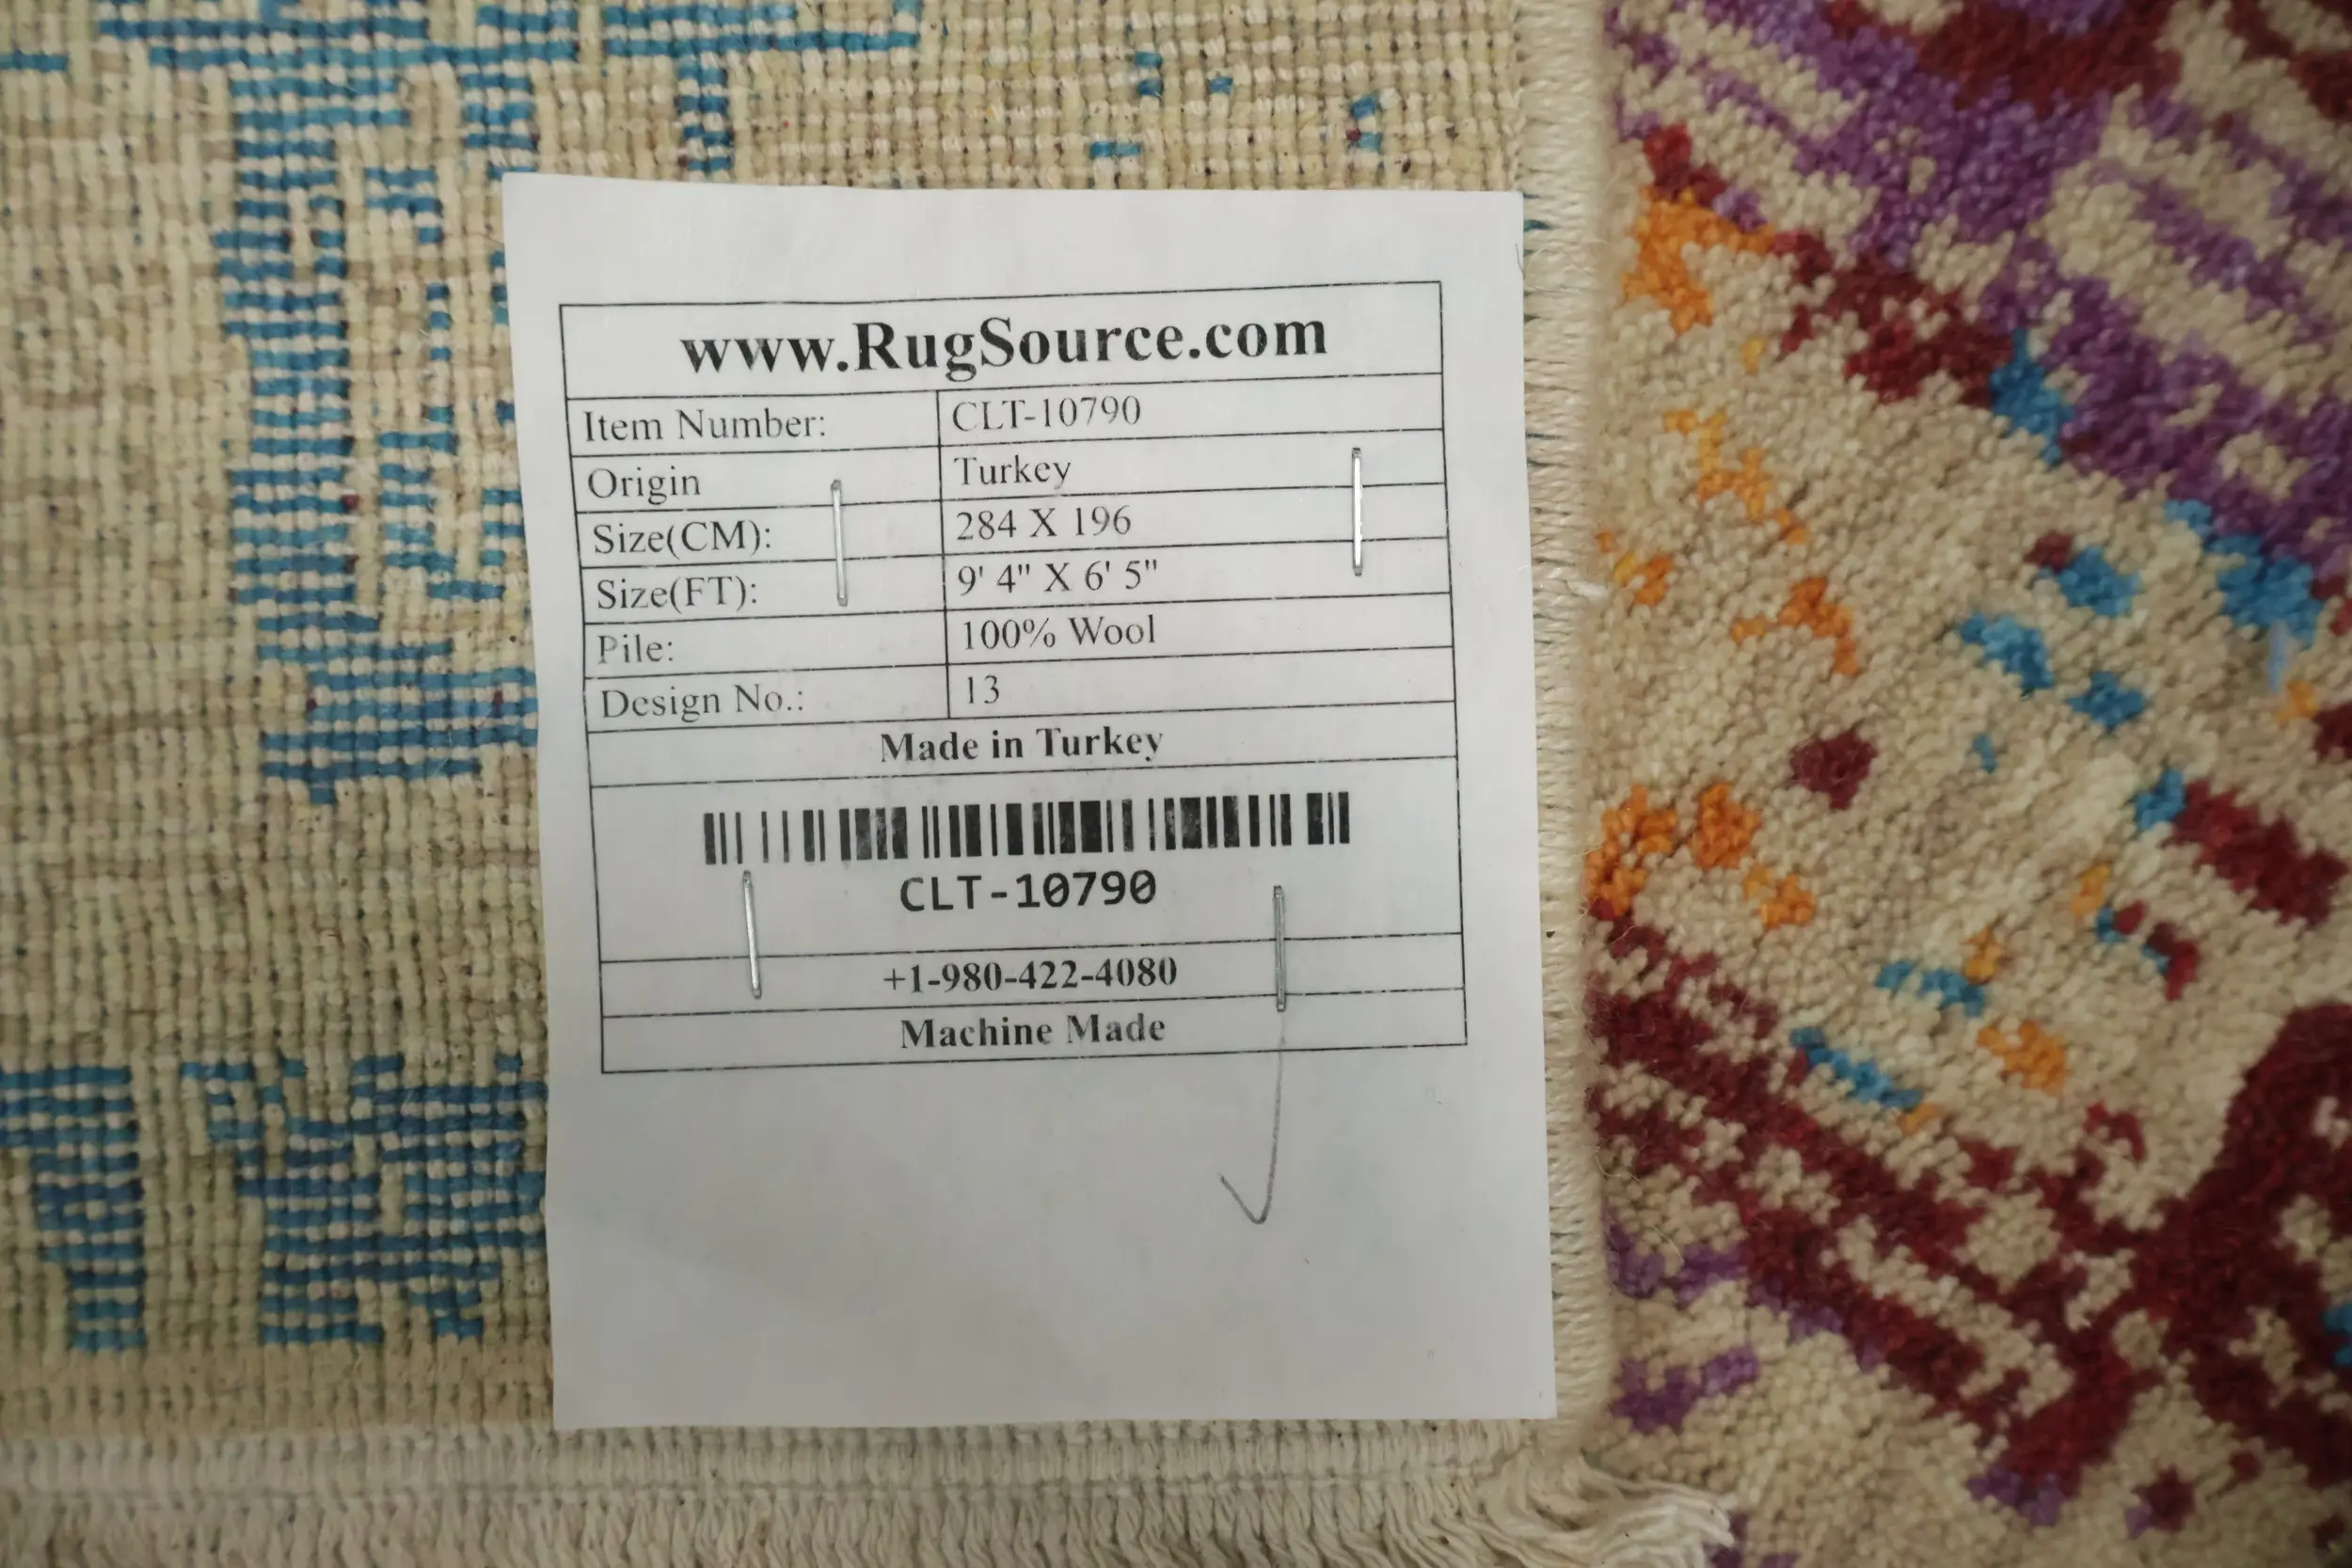 www.RugSource.com
Item Number: CLT-10790
Origin Turkey
Size(CM): 284 X 196
Size(FT): 9' 4" X 6' 5"
Pile: 100% Wool
Design No.: 13
Made in Turkey
CLT-10790
+1-980-422-4080
Machine Made